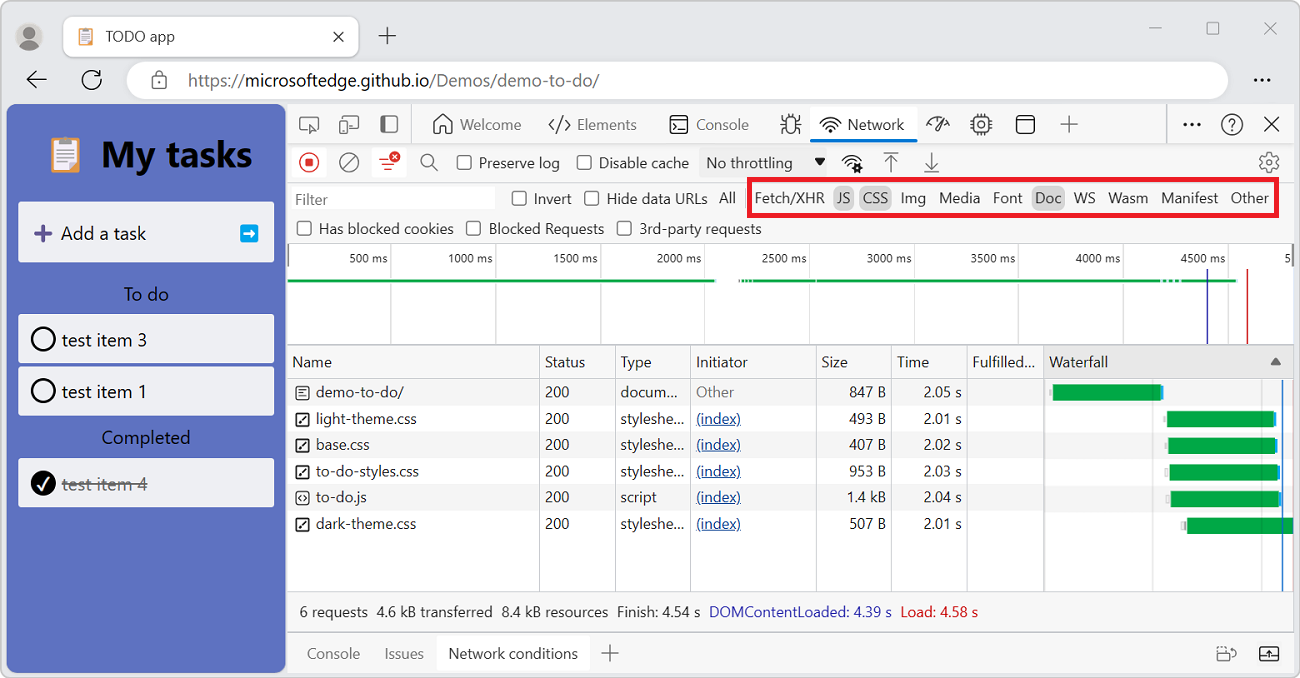 TODO app
https://microsoftedge.github.io/Demos/demo-to-do/
My tasks
Add a task
To do
test item 3
test item 1
Completed
test item 4
Welcome Elements Console Network
Preserve log Disable cache No throttling
Filter Invert Hide data URLs All Fetch/XHR JS CSS Img Media Font Doc WS Wasm Manifest Other
Has blocked cookies Blocked Requests 3rd-party requests
500 ms 1000 ms 1500 ms 2000 ms 2500 ms 3000 ms 3500 ms 4000 ms 4500 ms 5
Name Status Type Initiator Size Time Fulfilled... Waterfall
demo-to-do/ 200 docum... Other 847 B 2.05 s
light-theme.css 200 styleshe... (index) 493 B 2.01 s
base.css 200 styleshe... (index) 407 B 2.02 s
to-do-styles.css 200 styleshe... (index) 953 B 2.03 s
to-do.js 200 script (index) 1.4 kB 2.04 s
dark-theme.css 200 styleshe... (index) 507 B 2.01 s
6 requests 4.6 kB transferred 8.4 kB resources Finish: 4.54 s DOMContentLoaded: 4.39 s Load: 4.58 s
Console Issues Network conditions